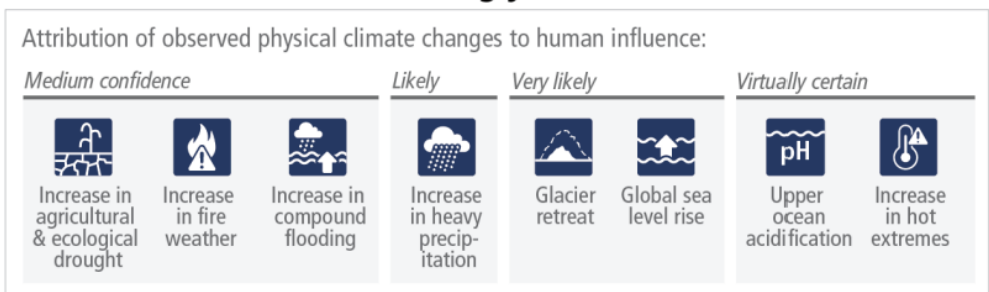 Attribution of observed physical climate changes to human influence:
Medium confidence
Likely
Very likely
Virtually certain
pH
Increase in
agricultural
& ecological
drought
Increase
in fire
weather
Increase in
compound
flooding
Increase
in heavy
precip-
itation
Glacier
retreat
Global sea
level rise
Upper
ocean
acidification
Increase
in hot
extremes